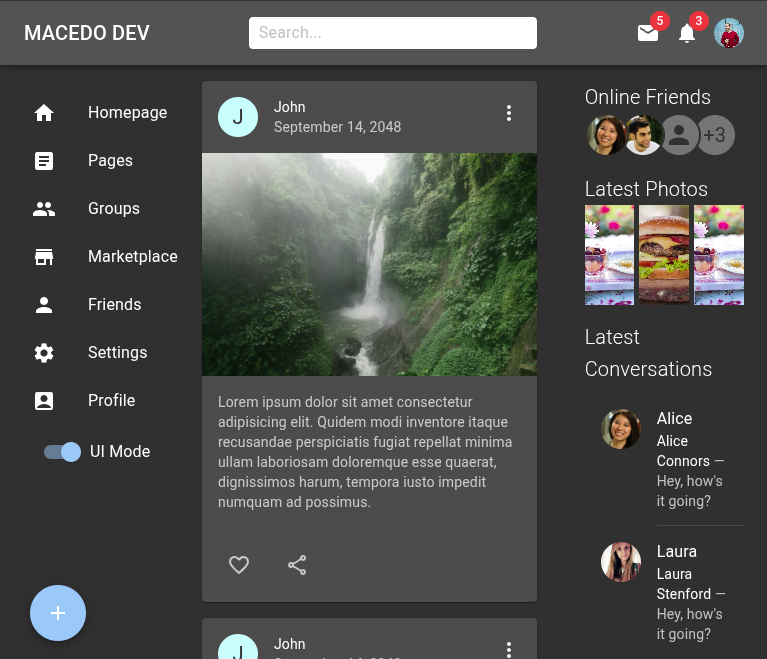 MACEDO DEV
Search...
5
3
Homepage
Pages
Groups
Marketplace
Friends
Settings
Profile
UI Mode
+
J
John
September 14, 2048
Lorem ipsum dolor sit amet consectetur
adipisicing elit. Quidem modi inventore itaque
recusandae perspiciatis fugiat repellat minima
ullam laboriosam doloremque esse quaerat,
dignissimos harum, tempora iusto impedit
numquam ad possimus.
J
John
Online Friends
+3
Latest Photos
Latest
Conversations
Alice
Alice
Connors —
Hey, how's
it going?
Laura
Laura
Stenford —
Hey, how's
it going?